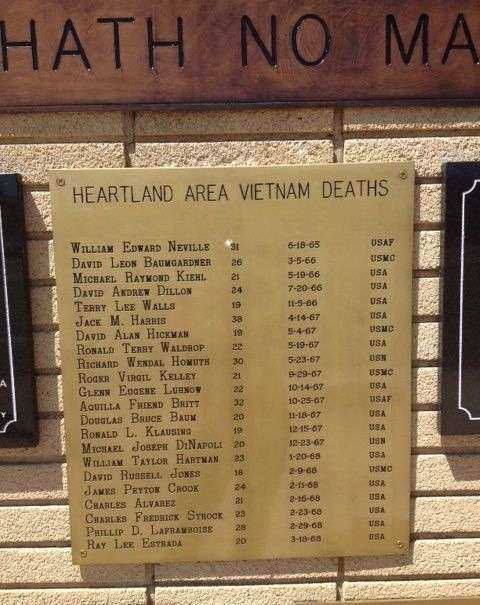 HATH NO
HEARTLAND AREA VIETNAM DEATHS
WILLIAM EDWARD NEVILLE 31 6-18-65 USAF
DAVID LEON BAUMGARDNER 26 3-5-66 USMC
MICHAEL RAYMOND KIEHL 21 5-19-66 USA
DAVID ANDREW DILLON 24 7-20-66 USA
TERRY LEE WALLS 19 11-5-66 USA
JACK M. HARRIS 38 4-14-67 USA
DAVID ALAN HICKMAN 19 5-4-67 USMC
RONALD TERRY WALDROP 22 5-19-67 USA
RICHARD WENDAL HOMUTH 30 5-23-67 USN
ROGER VIRGIL KELLEY 21 9-29-67 USMC
GLENN EUGENE LUBNOW 22 10-14-67 USA
AQUILLA FRIEND BRITT 32 10-25-67 USAF
DOUGLAS BRUCE BAUM 20 11-18-67 USA
RONALD L. KLAUSING 19 12-15-67 USA
MICHAEL JOSEPH DINAPOLI 20 12-23-67 USN
WILLIAM TAYLOR HARTMAN 23 1-20-68 USA
DAVID RUSSELL JONES 18 2-9-68 USMC
JAMES PEYTON CROOK 24 2-11-68 USA
CHARLES ALVAREZ 21 2-16-68 USA
CHARLES FREDRICK STROCK 23 2-23-68 USA
PHILLIP D. LAFRAMBOISE 28 2-29-68 USA
RAY LEE ESTRADA 20 3-18-68 USA